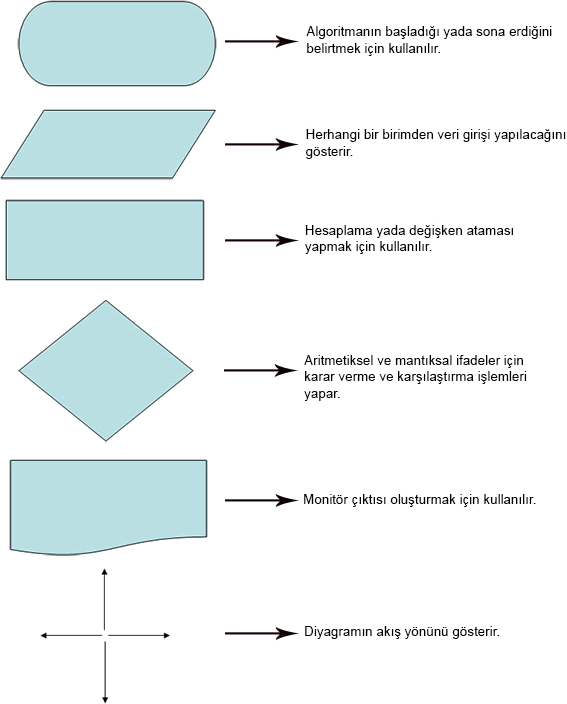 Algoritmanın başladığı yada sona erdiğini
belirtmek için kullanılır.
Herhangi bir birimden veri girişi yapılacağını
gösterir.
Hesaplama yada değişken ataması
yapmak için kullanılır.
Aritmetiksel ve mantıksal ifadeler için
karar verme ve karşılaştırma işlemleri
yapar.
Monitör çıktısı oluşturmak için kullanılır.
Diyagramın akış yönünü gösterir.